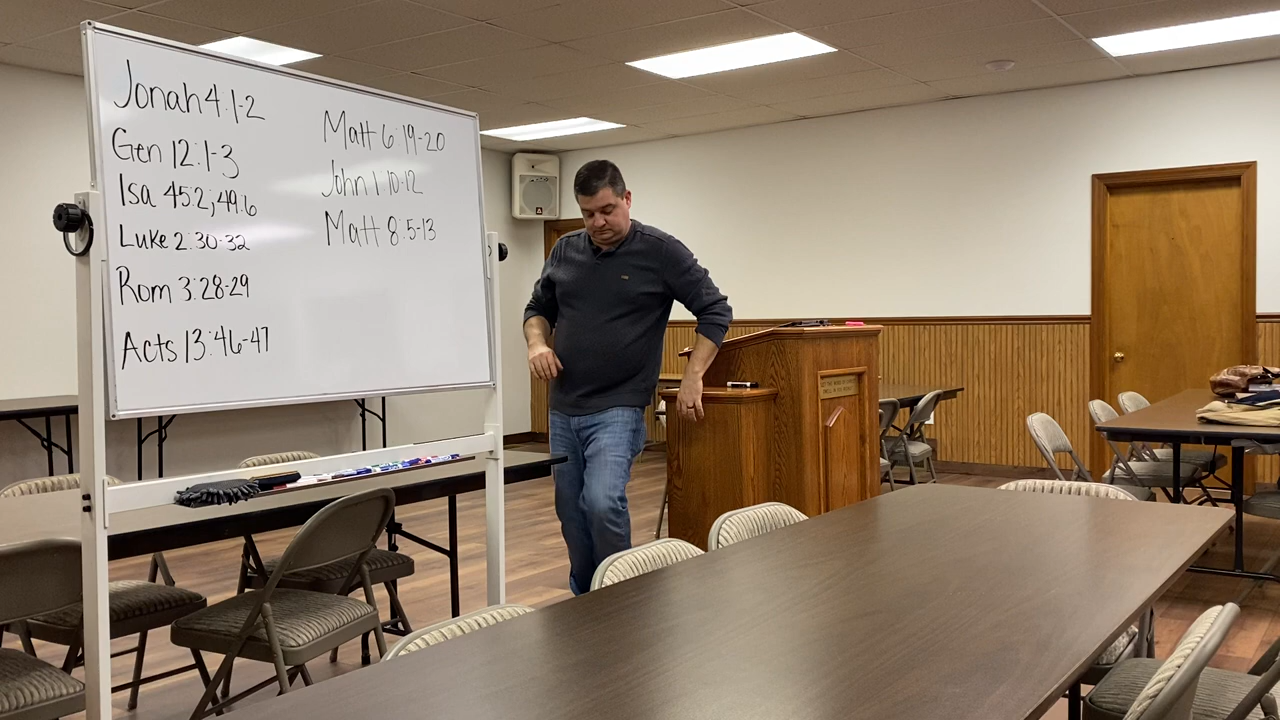 Jonah 4:1-2
Gen 12:1-3
Isa 45:2; 49:6
Luke 2:30-32
Rom 3:28-29
Acts 13:46-47
Matt 6:19-20
John 1:10-12
Matt 8:5-13